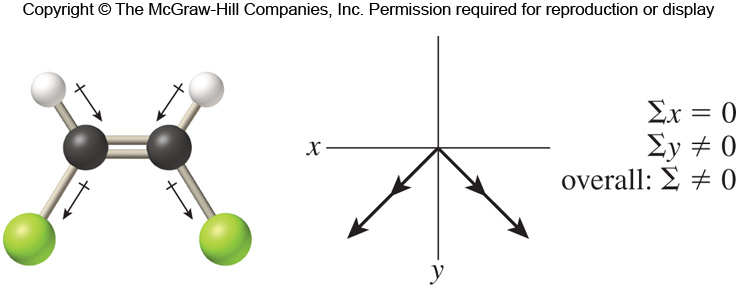 Copyright © The McGraw-Hill Companies, Inc. Permission required for reproduction or display
x
y
Σx = 0
Σy ≠ 0
overall: Σ ≠ 0